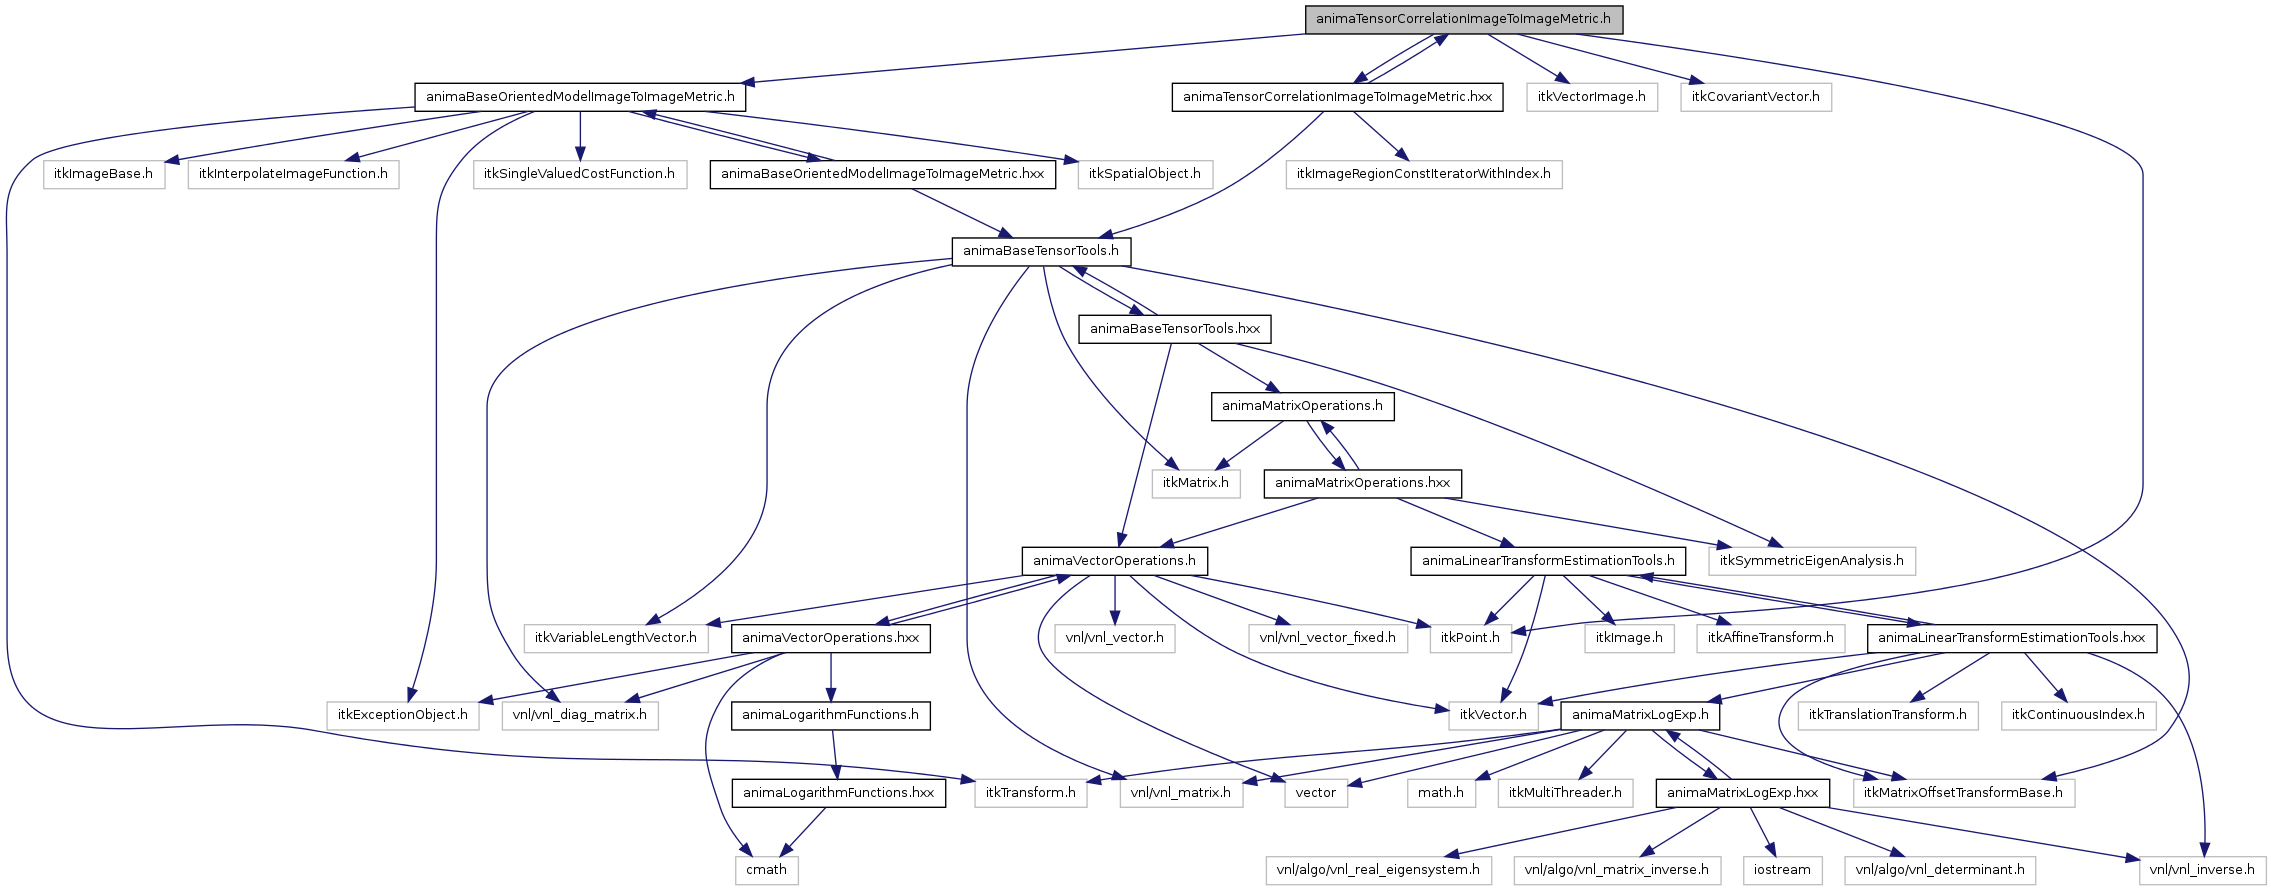 animaTensorCorrelationImageToImageMetric.h
animaBaseOrientedModelImageToImageMetric.h
animaTensorCorrelationImageToImageMetric.hxx
itkVectorImage.h
itkCovariantVector.h
itkImageBase.h
itkInterpolateImageFunction.h
itkSingleValuedCostFunction.h
animaBaseOrientedModelImageToImageMetric.hxx
itkSpatialObject.h
itkImageRegionConstIteratorWithIndex.h
animaBaseTensorTools.h
animaBaseTensorTools.hxx
animaMatrixOperations.h
itkMatrix.h
animaMatrixOperations.hxx
animaVectorOperations.h
animaLinearTransformEstimationTools.h
itkSymmetricEigenAnalysis.h
itkVariableLengthVector.h
animaVectorOperations.hxx
vnl/vnl_vector.h
vnl/vnl_vector_fixed.h
itkPoint.h
itkImage.h
itkAffineTransform.h
animaLinearTransformEstimationTools.hxx
itkExceptionObject.h
vnl/vnl_diag_matrix.h
animaLogarithmFunctions.h
itkVector.h
animaMatrixLogExp.h
itkTranslationTransform.h
itkContinuousIndex.h
animaLogarithmFunctions.hxx
itkTransform.h
vnl/vnl_matrix.h
vector
math.h
itkMultiThreader.h
animaMatrixLogExp.hxx
itkMatrixOffsetTransformBase.h
cmath
vnl/algo/vnl_real_eigensystem.h
vnl/algo/vnl_matrix_inverse.h
iostream
vnl/algo/vnl_determinant.h
vnl/vnl_inverse.h